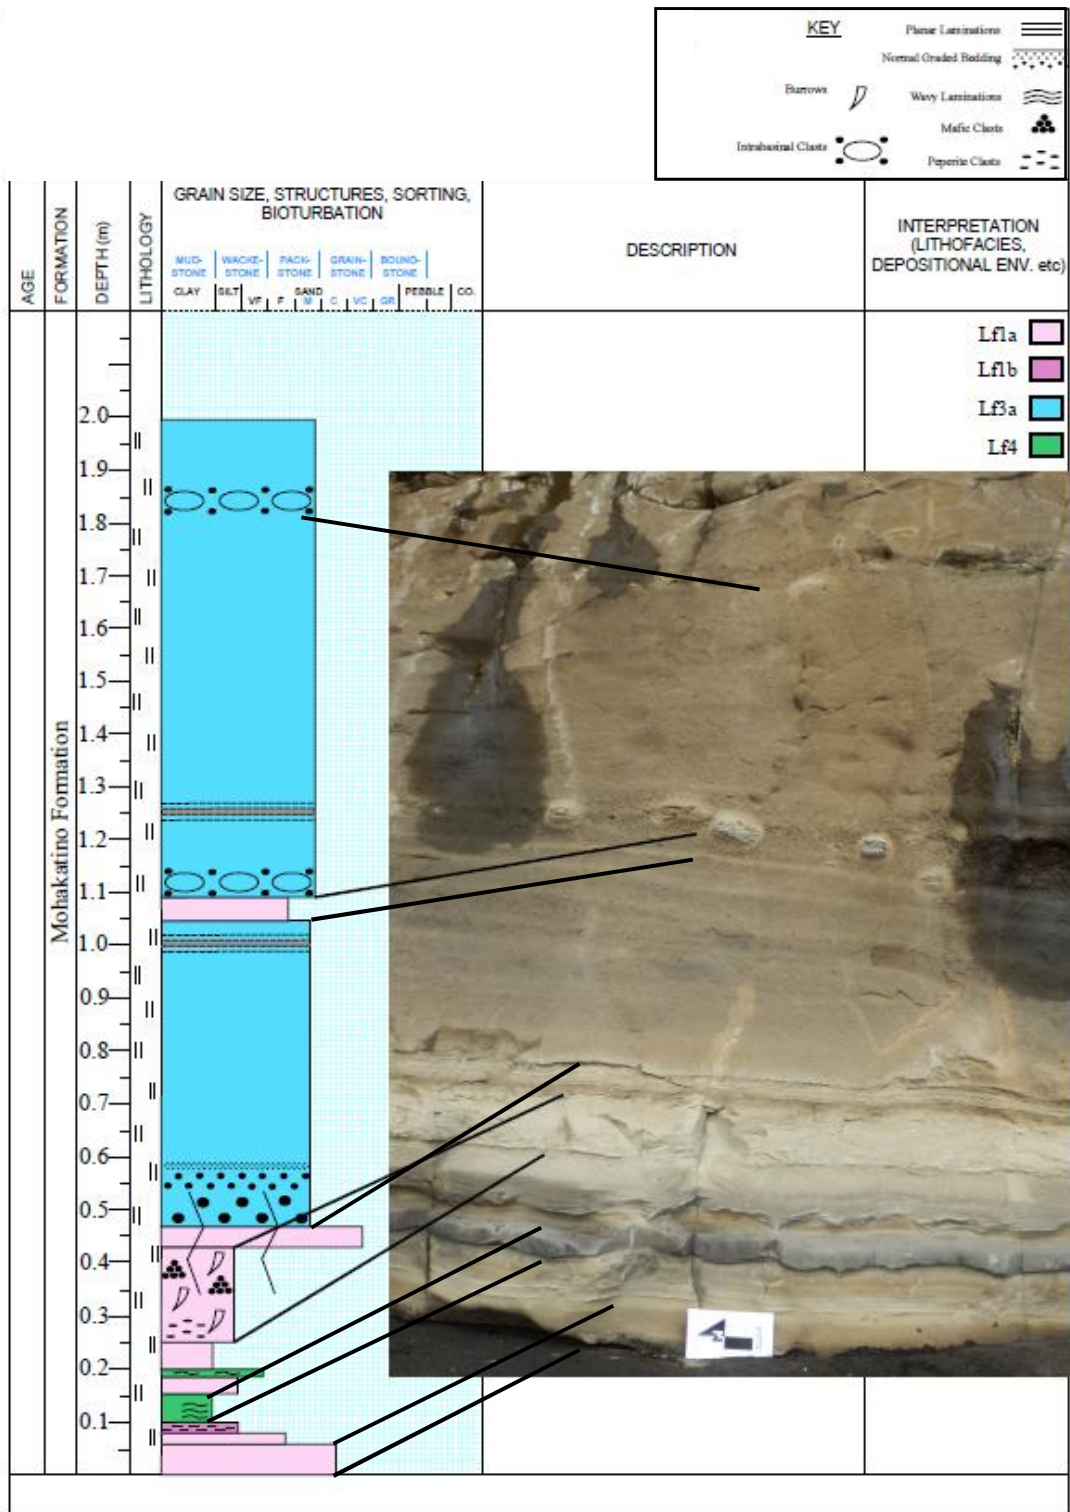 KEY
Planar Laminations
Normal Graded Bedding
Burrows
Wavy Laminations
Mafic Clasts
Intrabasinal Clasts
Peperite Clasts
AGE
FORMATION
DEPTH (m)
LITHOLOGY
GRAIN SIZE, STRUCTURES, SORTING,
BIOTURBATION
MUD-
STONE
WACKE-
STONE
PACK-
STONE
GRAIN-
STONE
BOUND-
STONE
CLAY
SILT
VF
F
SAND
M
C
VC
GR
PEBBLE
CO.
DESCRIPTION
INTERPRETATION
(LITHOFACIES,
DEPOSITIONAL ENV. etc)
Lf1a
Lf1b
Lf3a
Lf4
Mohakatino Formation
2.0
1.9
1.8
1.7
1.6
1.5
1.4
1.3
1.2
1.1
1.0
0.9
0.8
0.7
0.6
0.5
0.4
0.3
0.2
0.1